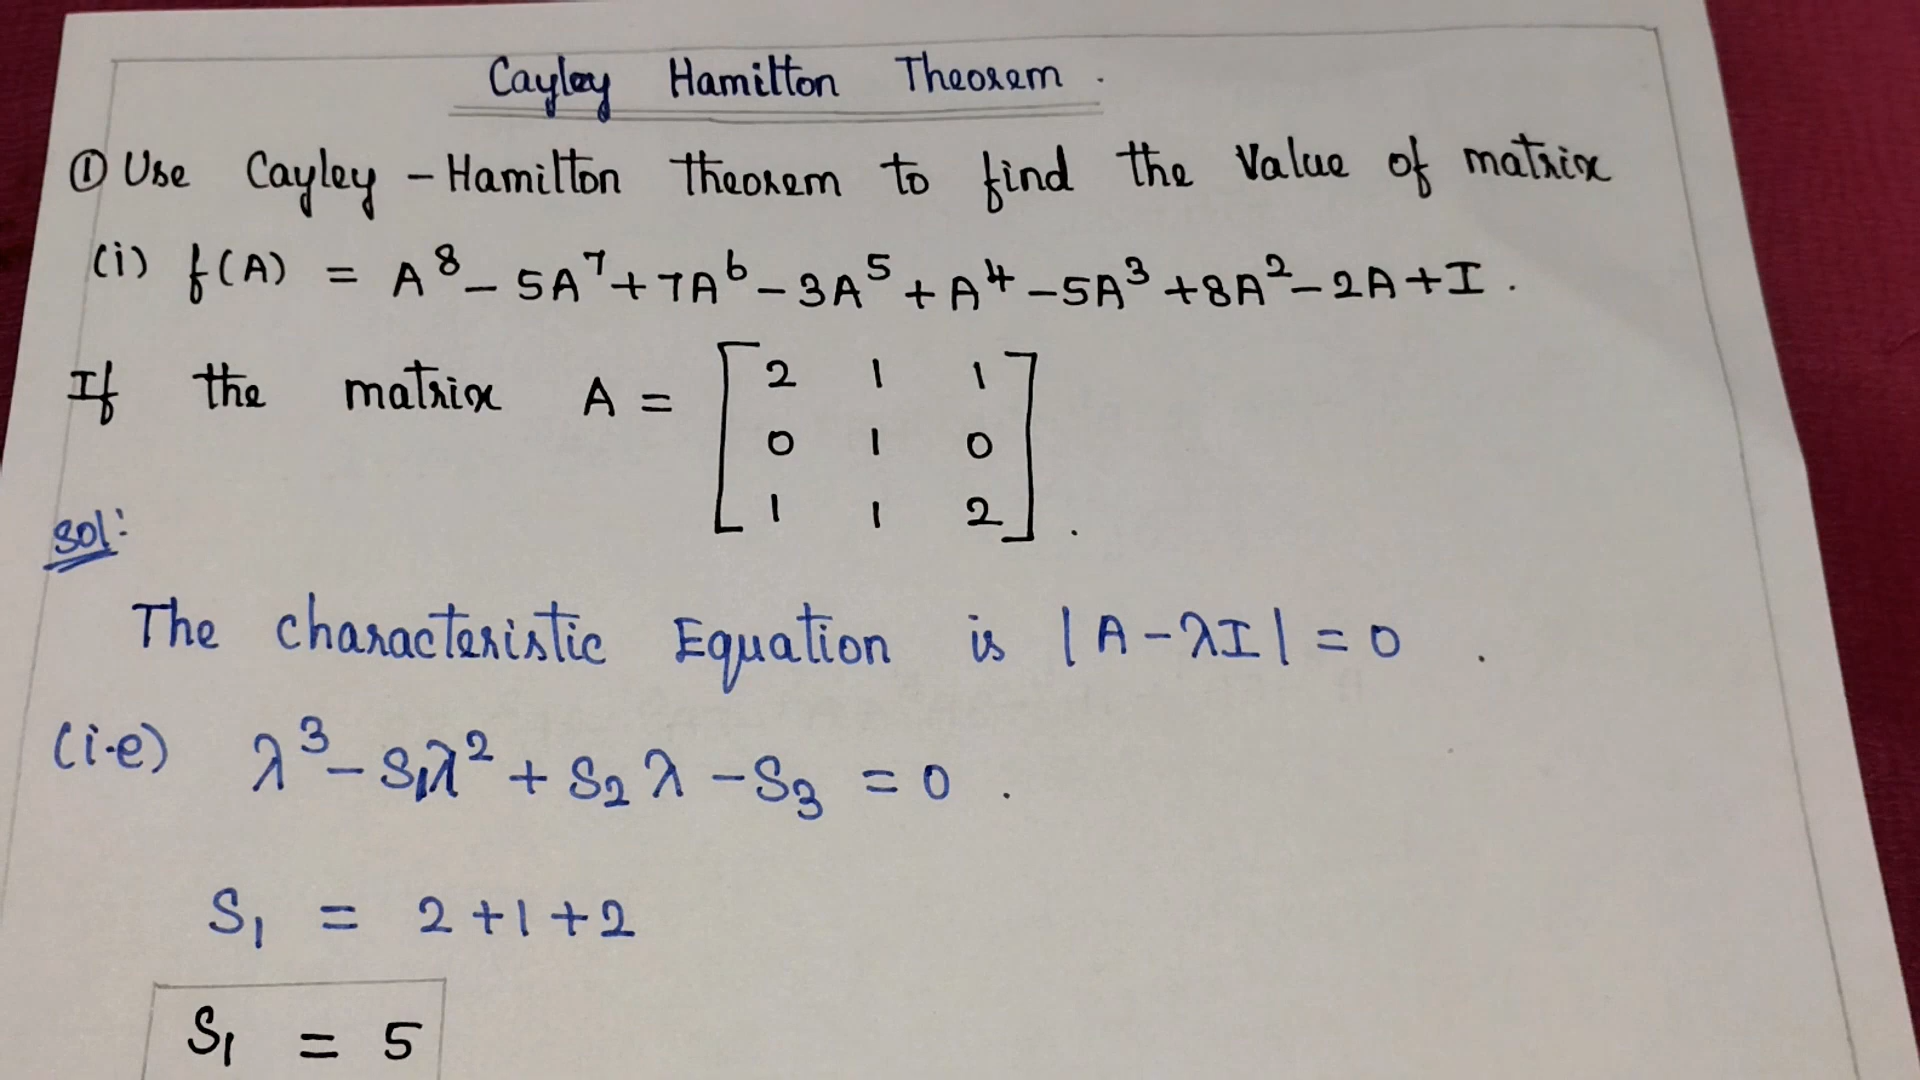 Cayley Hamilton Theorem.
① Use Cayley-Hamilton theorem to find the Value of matrix
(i) f(A) = A⁸ - 5A⁷ + 7A⁶ - 3A⁵ + A⁴ - 5A³ + 8A² - 2A + I.
If the matrix A = [2 1 1
0 1 0
1 1 2].
Sol:
The characteristic Equation is |A - λI| = 0.
(i.e) λ³ - S₁λ² + S₂λ - S₃ = 0.
S₁ = 2+1+2
S₁ = 5